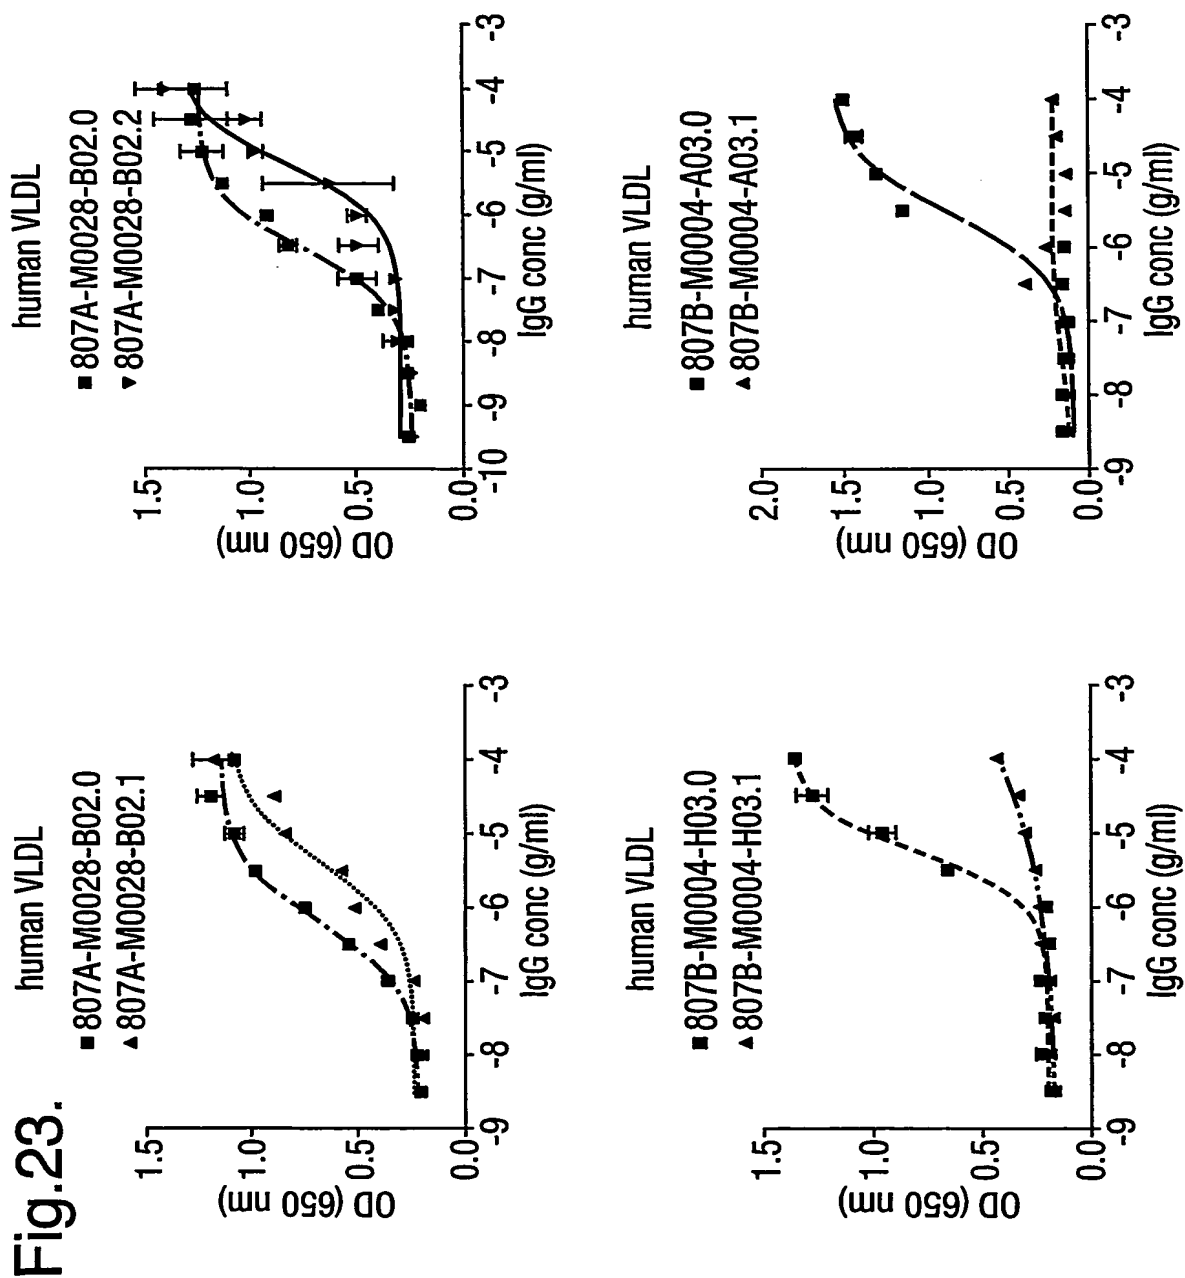 Fig.23.
human VLDL
807A-M0028-B02.0
807A-M0028-B02.1
OD (650 nm)
1.5
1.0
0.5
0.0
-9 -8 -7 -6 -5 -4 -3
IgG conc (g/ml)
human VLDL
807A-M0028-B02.0
807A-M0028-B02.2
OD (650 nm)
1.5
1.0
0.5
0.0
-10 -9 -8 -7 -6 -5 -4 -3
IgG conc (g/ml)
human VLDL
807B-M0004-H03.0
807B-M0004-H03.1
OD (650 nm)
1.5
1.0
0.5
0.0
-9 -8 -7 -6 -5 -4 -3
IgG conc (g/ml)
human VLDL
807B-M0004-A03.0
807B-M0004-A03.1
OD (650 nm)
2.0
1.5
1.0
0.5
0.0
-9 -8 -7 -6 -5 -4 -3
IgG conc (g/ml)